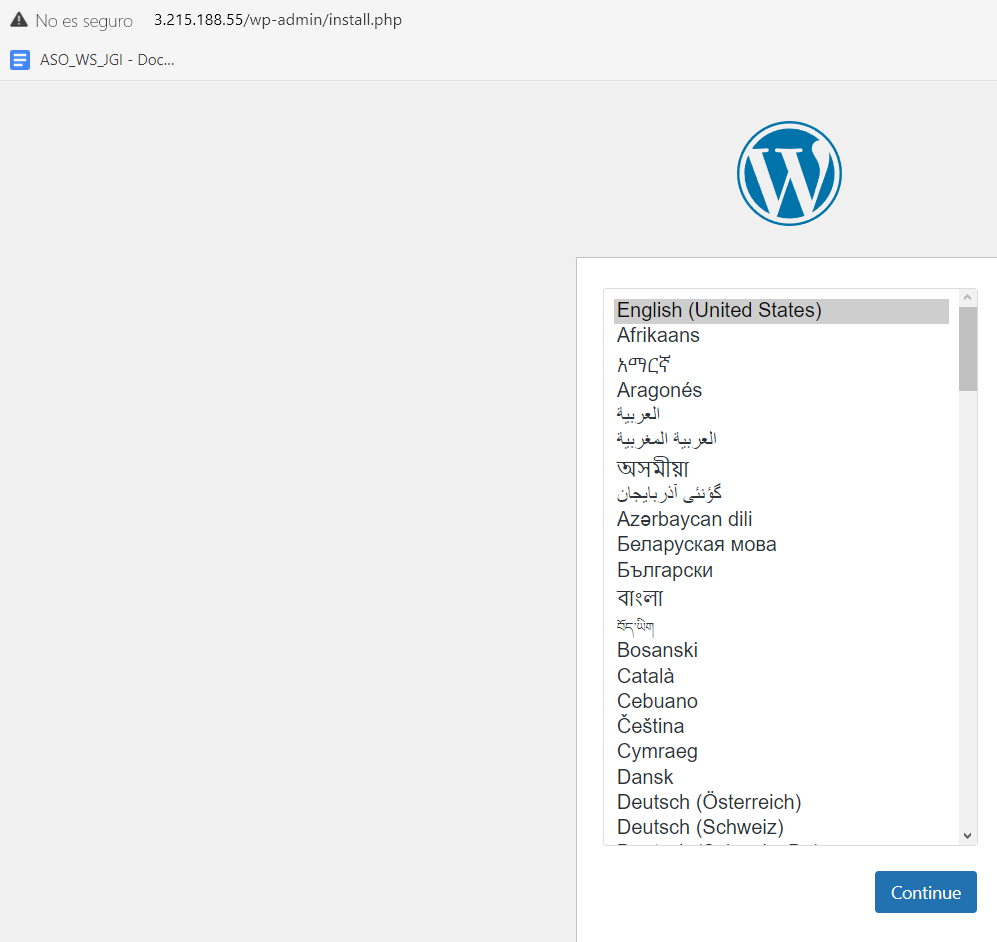 No es seguro 3.215.188.55/wp-admin/install.php
ASO_WS_JGI - Doc...
English (United States)
Afrikaans
አማርኛ
Aragonés
العربية
العربية المغربية
অসমীয়া
گؤنئی آذربایجان
Azərbaycan dili
Беларуская мова
Български
বাংলা
བོད་ཡིག
Bosanski
Català
Cebuano
Čeština
Cymraeg
Dansk
Deutsch (Österreich)
Deutsch (Schweiz)
Continue